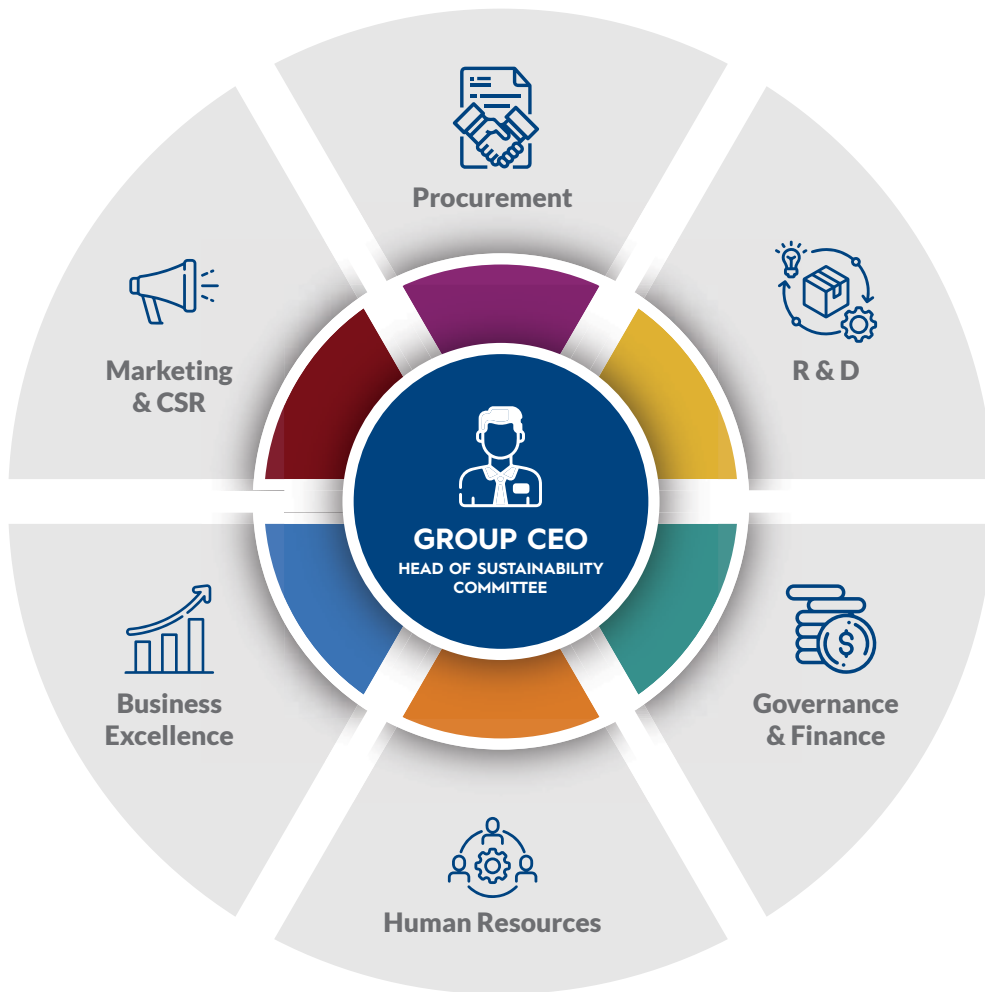 Procurement
R & D
Governance
& Finance
Human Resources
Business
Excellence
Marketing
& CSR
GROUP CEO
HEAD OF SUSTAINABILITY
COMMITTEE